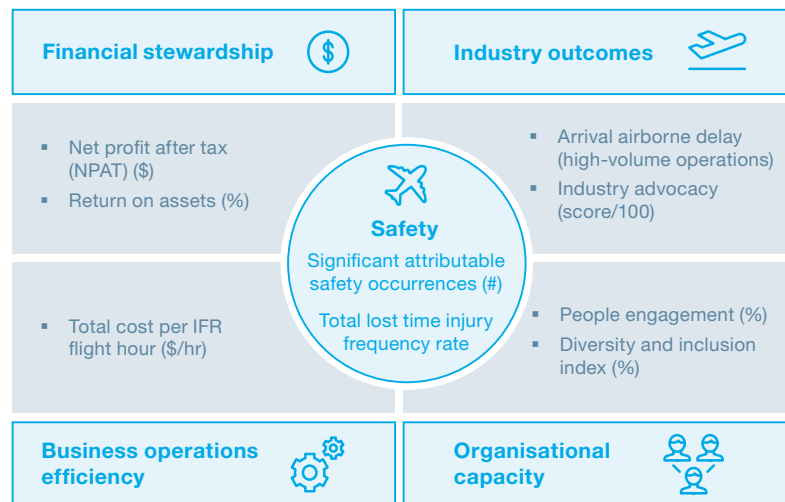 Financial stewardship
$
Industry outcomes
▪ Net profit after tax
(NPAT) ($)
▪ Return on assets (%)
▪ Arrival airborne delay
(high-volume operations)
▪ Industry advocacy
(score/100)
Safety
Significant attributable
safety occurrences (#)
Total lost time injury
frequency rate
▪ Total cost per IFR
flight hour ($/hr)
▪ People engagement (%)
▪ Diversity and inclusion
index (%)
Business operations
efficiency
Organisational
capacity